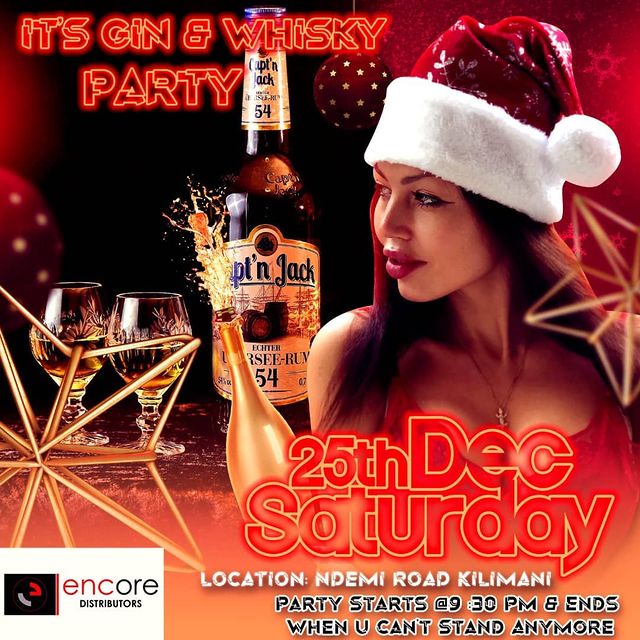 IT'S GIN & WHISKY
PARTY
Capt'n
Jack
54
pt'n Jack
ECHTER
54
25th Dec
Saturday
LOCATION: NDEMI ROAD KILIMANI
PARTY STARTS @9 :30 PM & ENDS
WHEN U CAN'T STAND ANYMORE
encore
DISTRIBUTORS